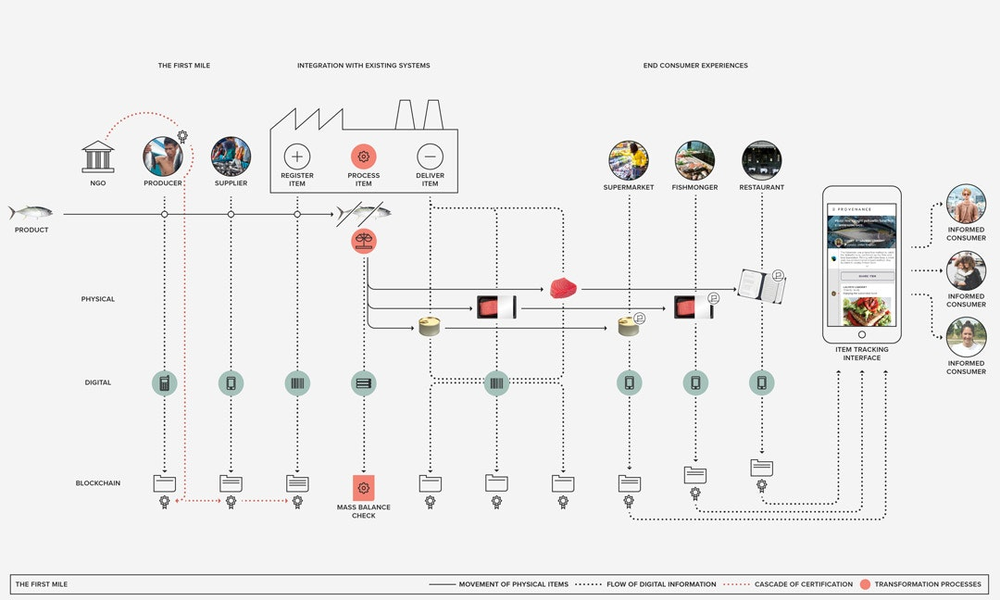 THE FIRST MILE
INTEGRATION WITH EXISTING SYSTEMS
END CONSUMER EXPERIENCES
NGO
PRODUCER
SUPPLIER
REGISTER
ITEM
PROCESS
ITEM
DELIVER
ITEM
SUPERMARKET
FISHMONGER
RESTAURANT
PRODUCT
PROVENANCE
INFORMED
CONSUMER
INFORMED
CONSUMER
INFORMED
CONSUMER
PHYSICAL
ITEM TRACKING
INTERFACE
DIGITAL
BLOCKCHAIN
MASS BALANCE
CHECK
THE FIRST MILE
MOVEMENT OF PHYSICAL ITEMS
FLOW OF DIGITAL INFORMATION
CASCADE OF CERTIFICATION
TRANSFORMATION PROCESSES